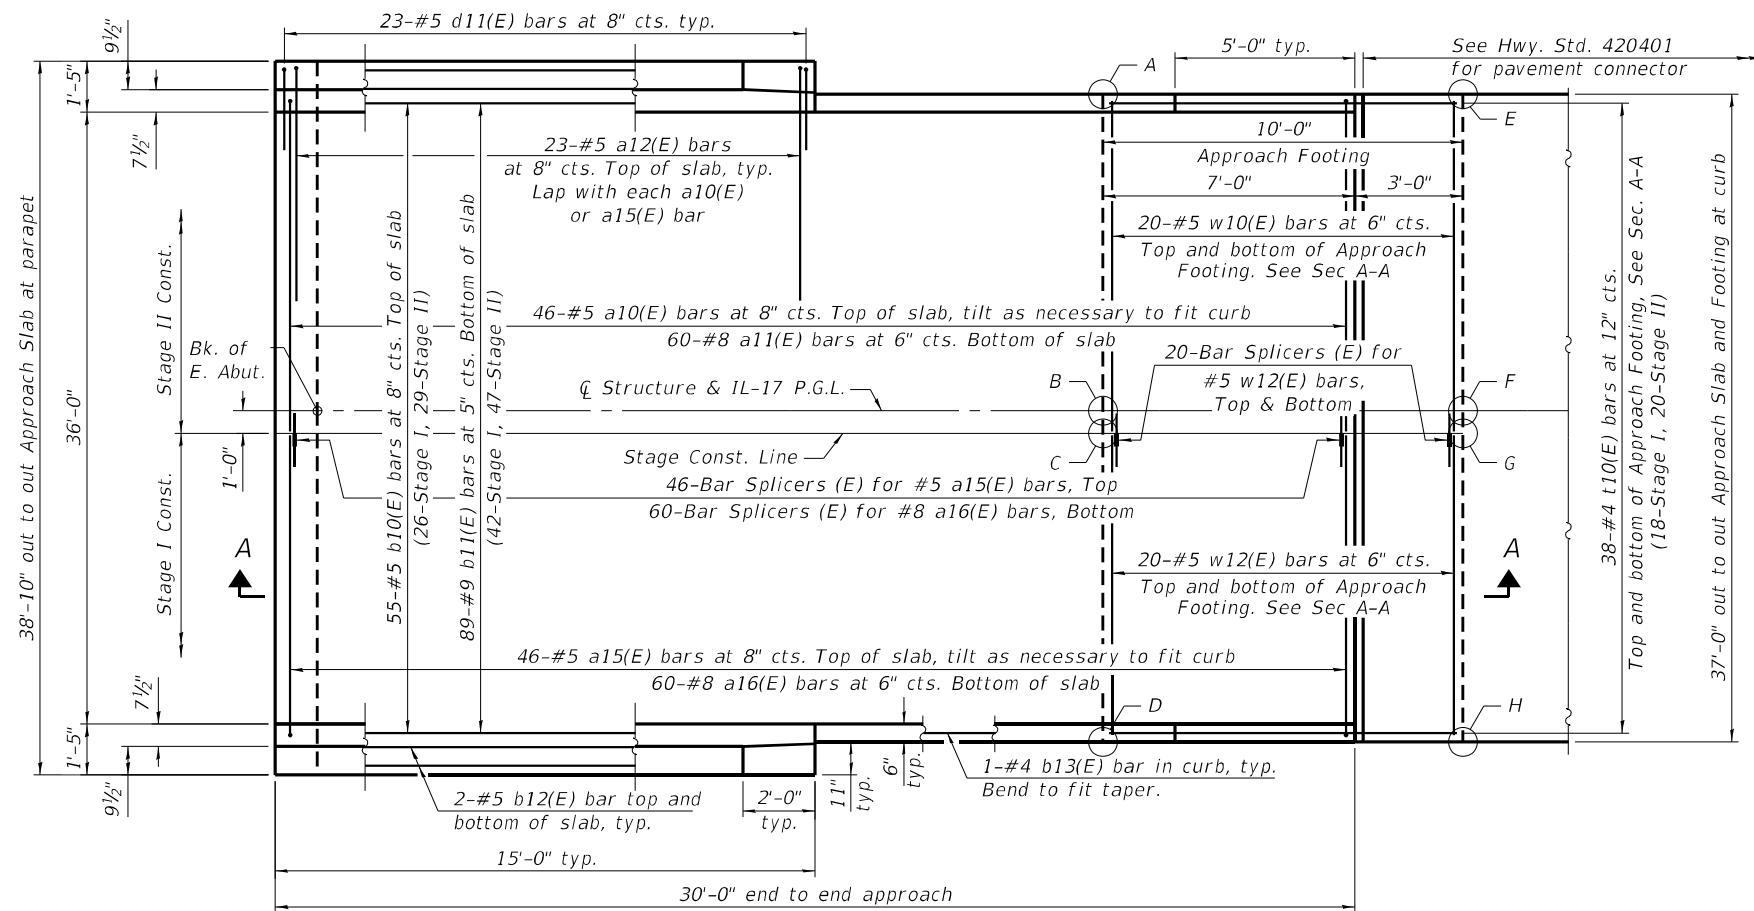 23-#5 d11(E) bars at 8" cts. typ.
9½"
1'-5"
7½"
5'-0" typ.
See Hwy. Std. 420401
for pavement connector
A
E
23-#5 a12(E) bars
at 8" cts. Top of slab, typ.
Lap with each a10(E)
or a15(E) bar
10'-0"
Approach Footing
7'-0"
3'-0"
20-#5 w10(E) bars at 6" cts.
Top and bottom of Approach
Footing. See Sec A-A
38'-10" out to out Approach Slab at parapet
36'-0"
Stage II Const.
Stage I Const.
1'-0"
Bk. of
E. Abut.
55-#5 b10(E) bars at 8" cts. Top of slab
(26-Stage I, 29-Stage II)
89-#9 b11(E) bars at 5" cts. Bottom of slab
(42-Stage I, 47-Stage II)
46-#5 a10(E) bars at 8" cts. Top of slab, tilt as necessary to fit curb
60-#8 a11(E) bars at 6" cts. Bottom of slab
20-Bar Splicers (E) for
#5 w12(E) bars,
Top & Bottom
℄ Structure & IL-17 P.G.L.
B
F
Stage Const. Line
C
G
46-Bar Splicers (E) for #5 a15(E) bars, Top
60-Bar Splicers (E) for #8 a16(E) bars, Bottom
A
A
20-#5 w12(E) bars at 6" cts.
Top and bottom of Approach
Footing. See Sec A-A
38-#4 t10(E) bars at 12" cts.
Top and bottom of Approach Footing, See Sec. A-A
(18-Stage I, 20-Stage II)
37'-0" out to out Approach Slab and Footing at curb
46-#5 a15(E) bars at 8" cts. Top of slab, tilt as necessary to fit curb
60-#8 a16(E) bars at 6" cts. Bottom of slab
D
H
7½"
1'-5"
9½"
2-#5 b12(E) bar top and
bottom of slab, typ.
2'-0"
typ.
11"
typ.
6"
typ.
1-#4 b13(E) bar in curb, typ.
Bend to fit taper.
15'-0" typ.
30'-0" end to end approach